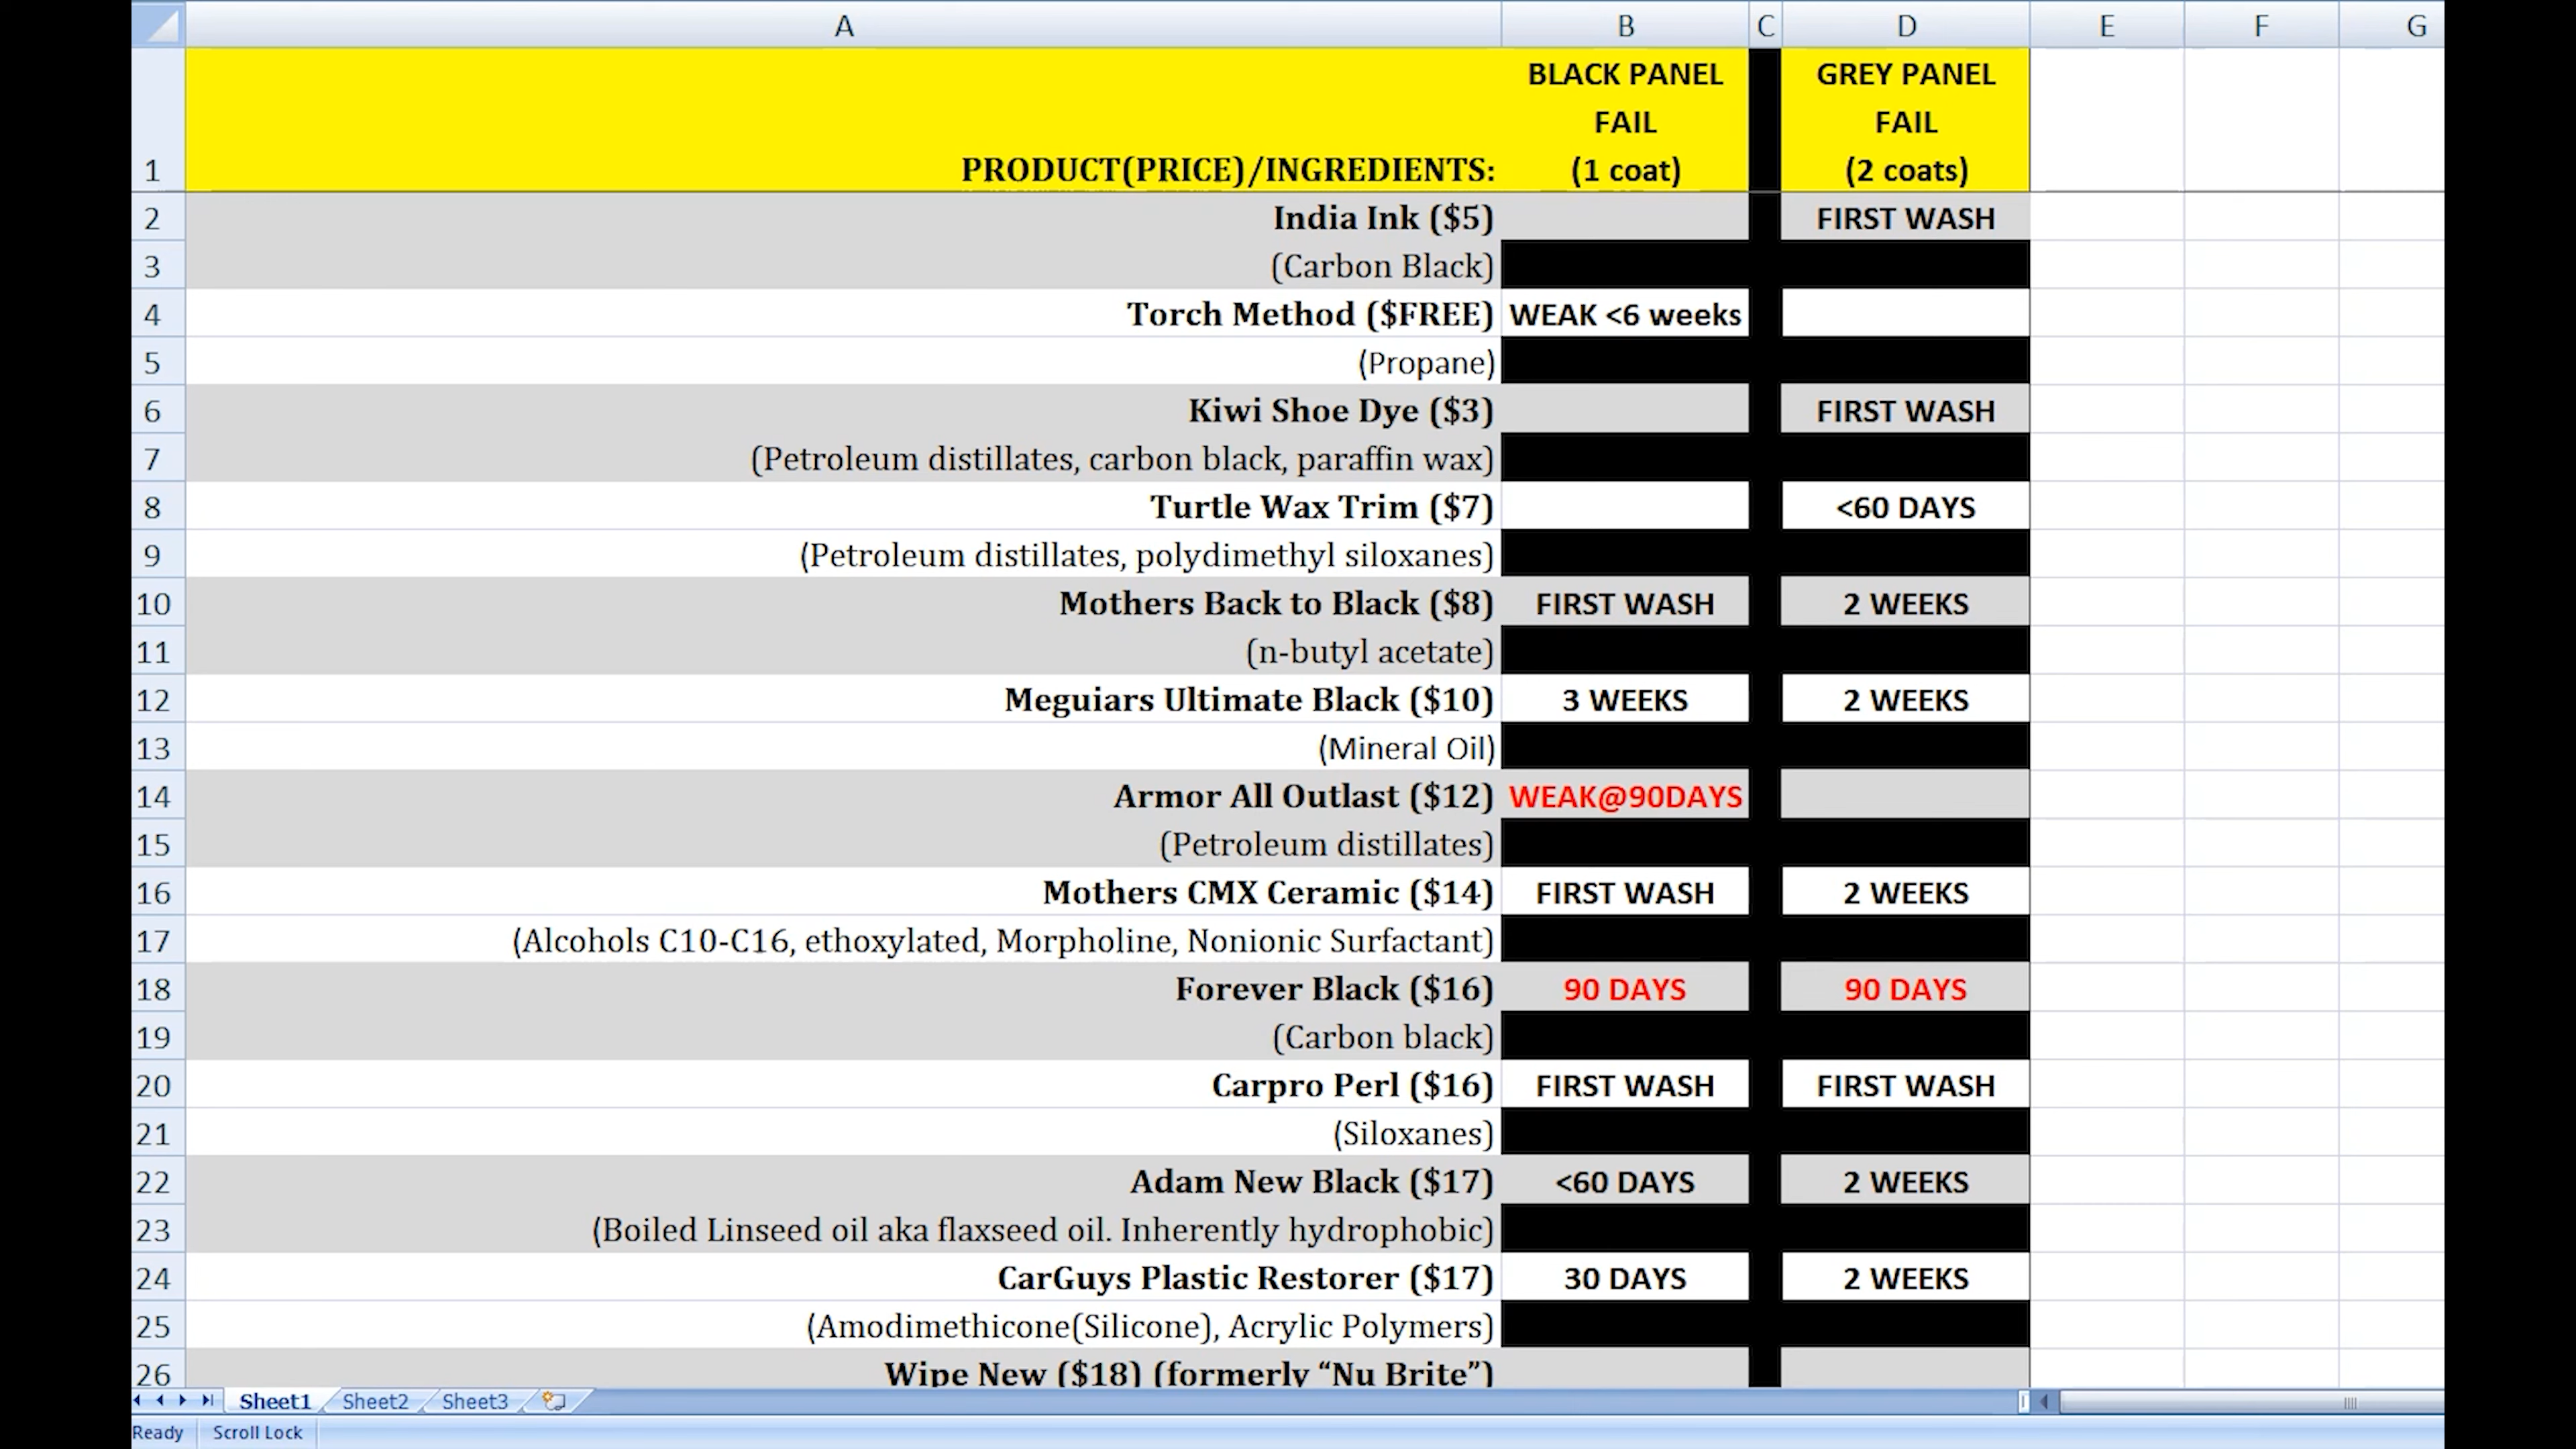 A B C D E F G
1 PRODUCT(PRICE)/INGREDIENTS: BLACK PANEL FAIL (1 coat) GREY PANEL FAIL (2 coats)
2 India Ink ($5) FIRST WASH
3 (Carbon Black)
4 Torch Method ($FREE) WEAK <6 weeks
5 (Propane)
6 Kiwi Shoe Dye ($3) FIRST WASH
7 (Petroleum distillates, carbon black, paraffin wax)
8 Turtle Wax Trim ($7) <60 DAYS
9 (Petroleum distillates, polydimethyl siloxanes)
10 Mothers Back to Black ($8) FIRST WASH 2 WEEKS
11 (n-butyl acetate)
12 Meguiars Ultimate Black ($10) 3 WEEKS 2 WEEKS
13 (Mineral Oil)
14 Armor All Outlast ($12) WEAK@90DAYS
15 (Petroleum distillates)
16 Mothers CMX Ceramic ($14) FIRST WASH 2 WEEKS
17 (Alcohols C10-C16, ethoxylated, Morpholine, Nonionic Surfactant)
18 Forever Black ($16) 90 DAYS 90 DAYS
19 (Carbon black)
20 Carpro Perl ($16) FIRST WASH FIRST WASH
21 (Siloxanes)
22 Adam New Black ($17) <60 DAYS 2 WEEKS
23 (Boiled Linseed oil aka flaxseed oil. Inherently hydrophobic)
24 CarGuys Plastic Restorer ($17) 30 DAYS 2 WEEKS
25 (Amodimethicone(Silicone), Acrylic Polymers)
26 Wipe New ($18) (formerly “Nu Brite”)
Sheet1 Sheet2 Sheet3
Ready Scroll Lock